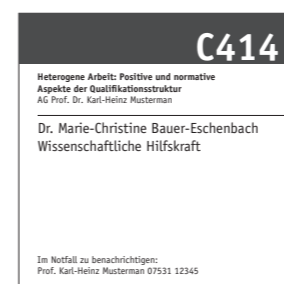 C414
Heterogene Arbeit: Positive und normative
Aspekte der Qualifikationsstruktur
AG Prof. Dr. Karl-Heinz Musterman
Dr. Marie-Christine Bauer-Eschenbach
Wissenschaftliche Hilfskraft
Im Notfall zu benachrichtigen:
Prof. Karl-Heinz Musterman 07531 12345